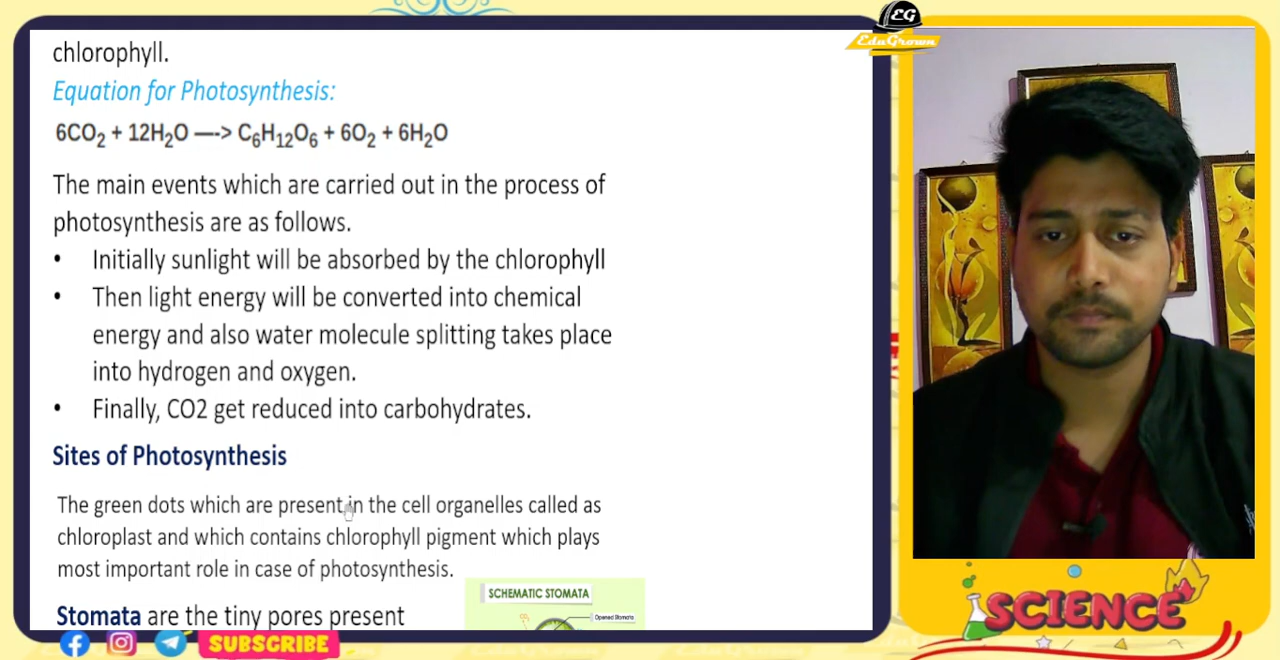 chlorophyll.
Equation for Photosynthesis:
6CO₂ + 12H₂O —-> C₆H₁₂O₆ + 6O₂ + 6H₂O
The main events which are carried out in the process of
photosynthesis are as follows.
• Initially sunlight will be absorbed by the chlorophyll
• Then light energy will be converted into chemical
energy and also water molecule splitting takes place
into hydrogen and oxygen.
• Finally, CO2 get reduced into carbohydrates.
Sites of Photosynthesis
The green dots which are present in the cell organelles called as
chloroplast and which contains chlorophyll pigment which plays
most important role in case of photosynthesis.
SCHEMATIC STOMATA
Stomata are the tiny pores present
Opened Stomata
SUBSCRIBE
EG
EduGrown
SCIENCE